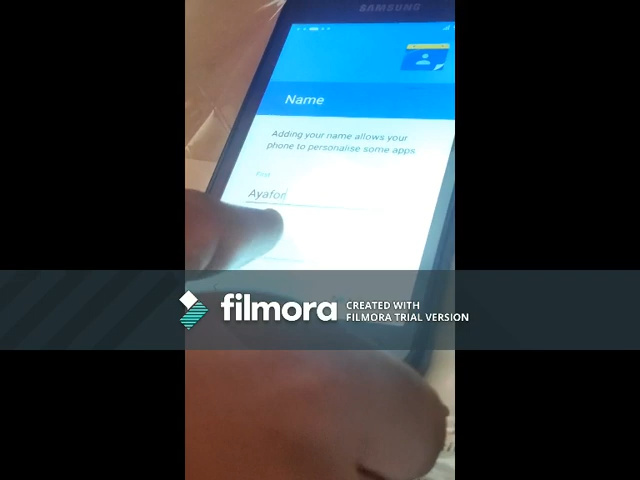 SAMSUNG
Name
Adding your name allows your
phone to personalise some apps
First
Ayafor
filmora
CREATED WITH
FILMORA TRIAL VERSION